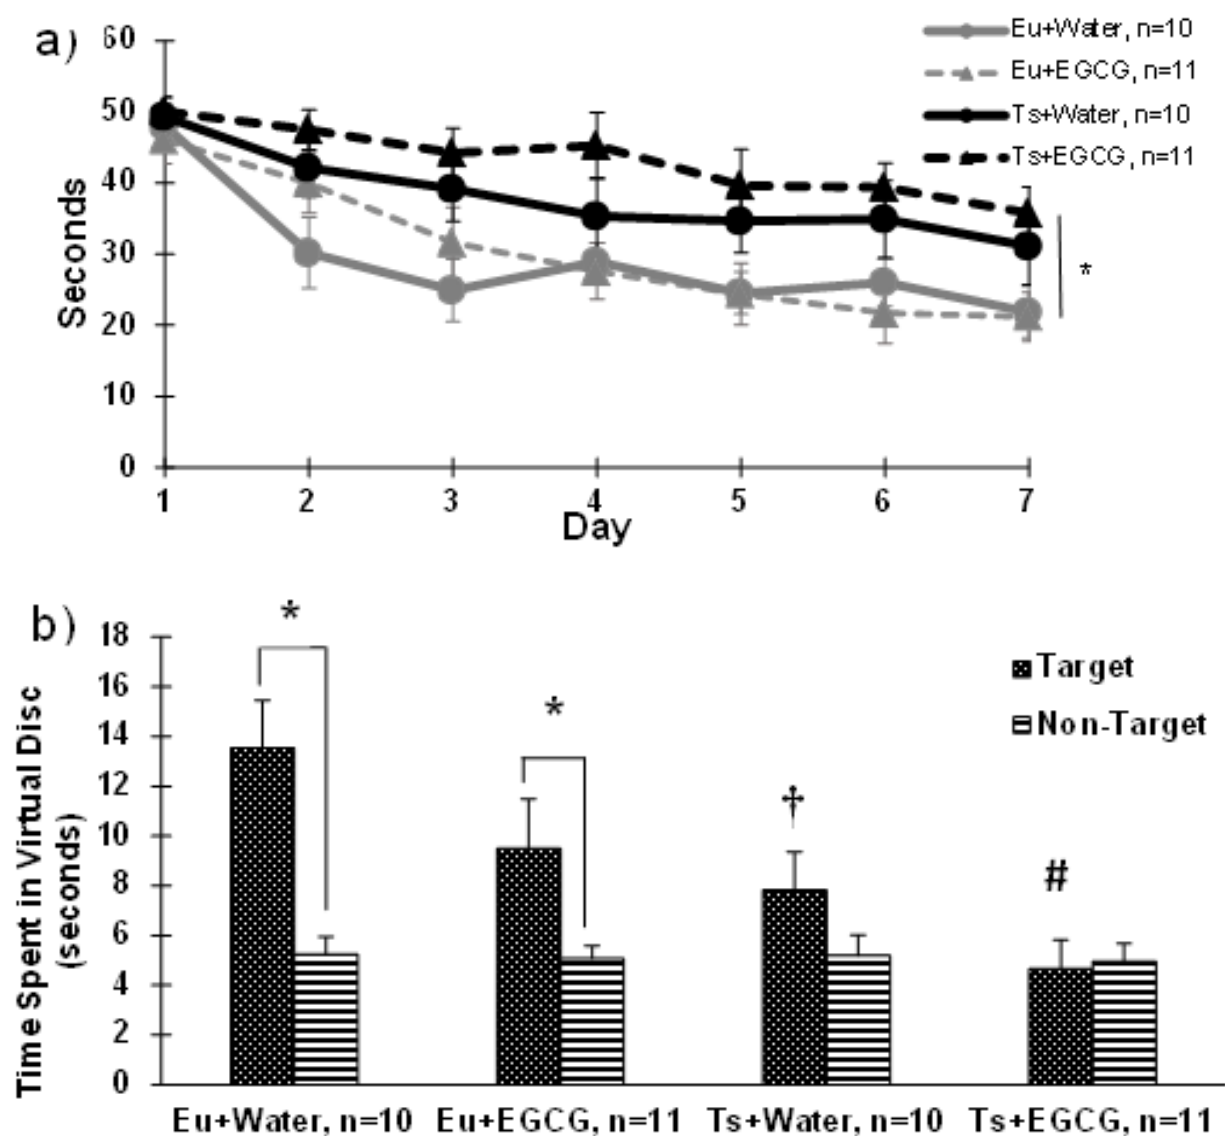 a)
60
50
40
30
20
10
0
Seconds
1 2 3 4 5 6 7
Day
Eu+Water, n=10
Eu+EGCG, n=11
Ts+Water, n=10
Ts+EGCG, n=11
*
b)
18
16
14
12
10
8
6
4
2
0
Time Spent in Virtual Disc
(seconds)
*
*
†
#
Target
Non-Target
Eu+Water, n=10 Eu+EGCG, n=11 Ts+Water, n=10 Ts+EGCG, n=11